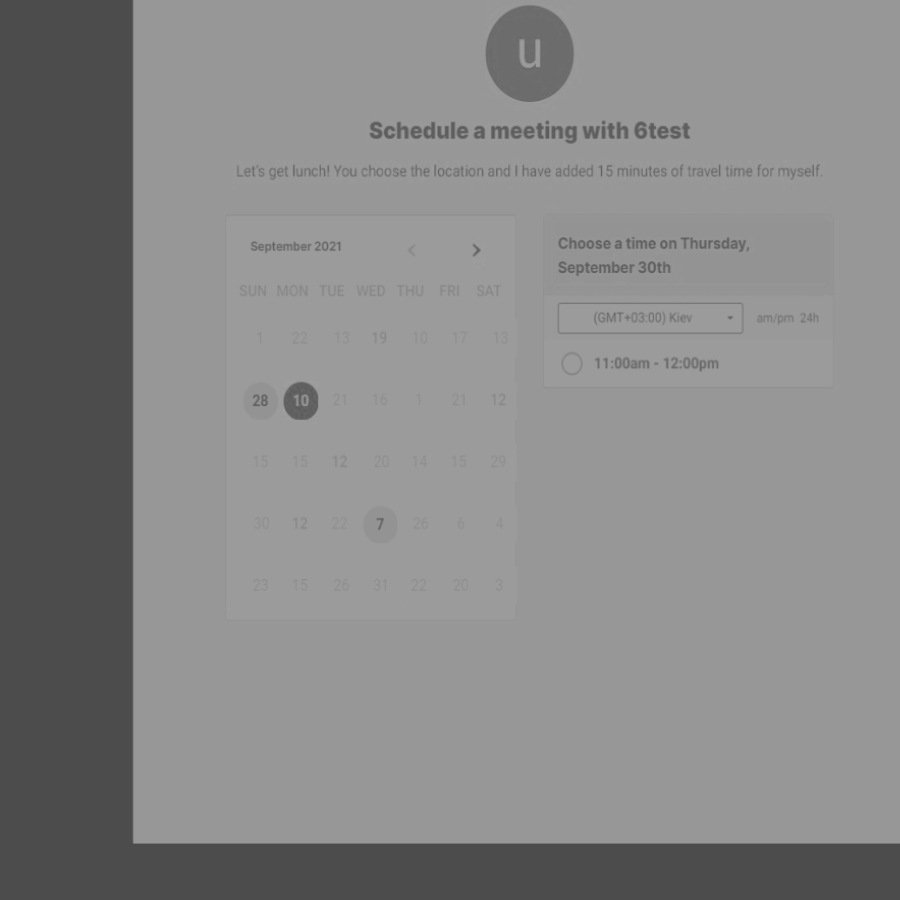 u
Schedule a meeting with 6test
Let's get lunch! You choose the location and I have added 15 minutes of travel time for myself.
September 2021
SUN MON TUE WED THU FRI SAT
1 22 13 19 10 17 13
28 10 21 16 1 21 12
15 15 12 20 14 15 29
30 12 22 7 26 6 4
23 15 26 31 22 20 3
Choose a time on Thursday,
September 30th
(GMT+03:00) Kiev am/pm 24h
11:00am - 12:00pm